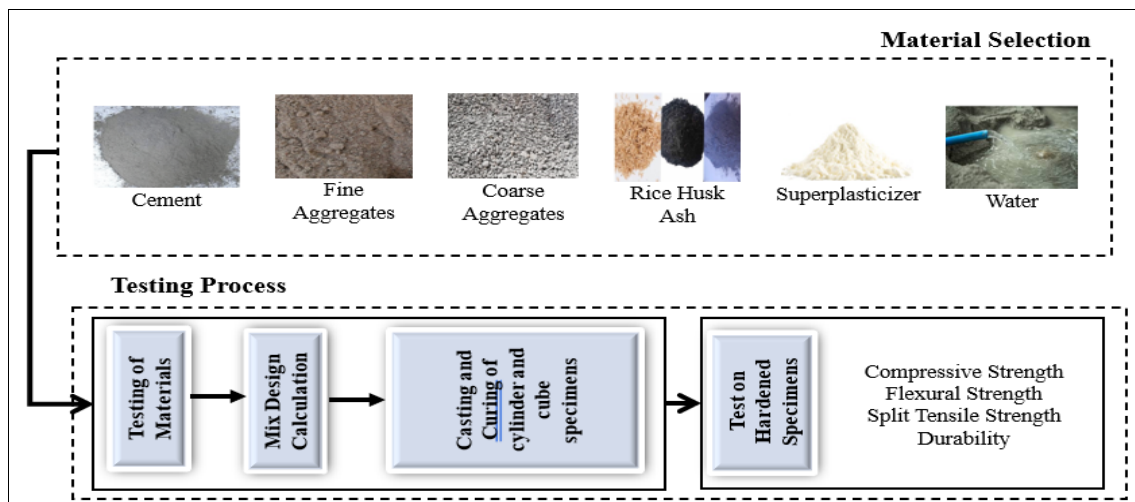 Material Selection
Cement
Fine
Aggregates
Coarse
Aggregates
Rice Husk
Ash
Superplasticizer
Water
Testing Process
Testing of
Materials
Mix Design
Calculation
Casting and
Curing of
cylinder and
cube
specimens
Test on
Hardened
Specimens
Compressive Strength
Flexural Strength
Split Tensile Strength
Durability